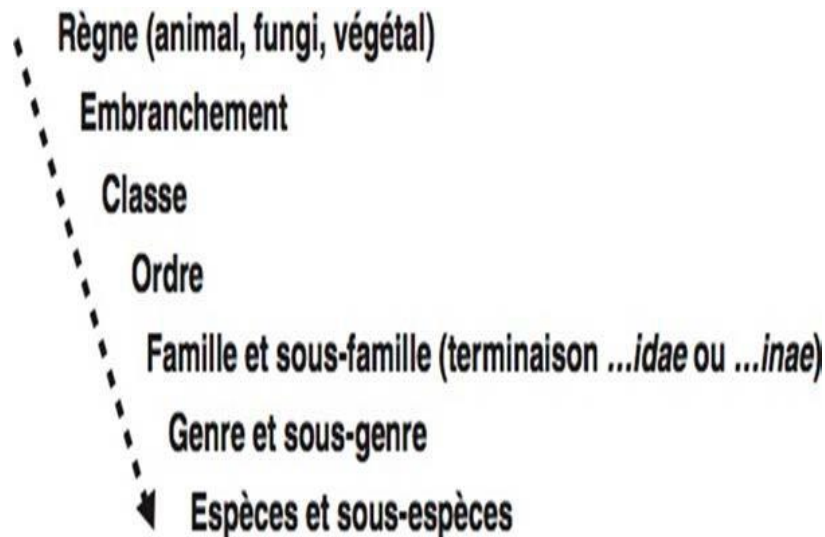 Règne (animal, fungi, végétal)
Embranchement
Classe
Ordre
Famille et sous-famille (terminaison ...idae ou ...inae)
Genre et sous-genre
Espèces et sous-espèces